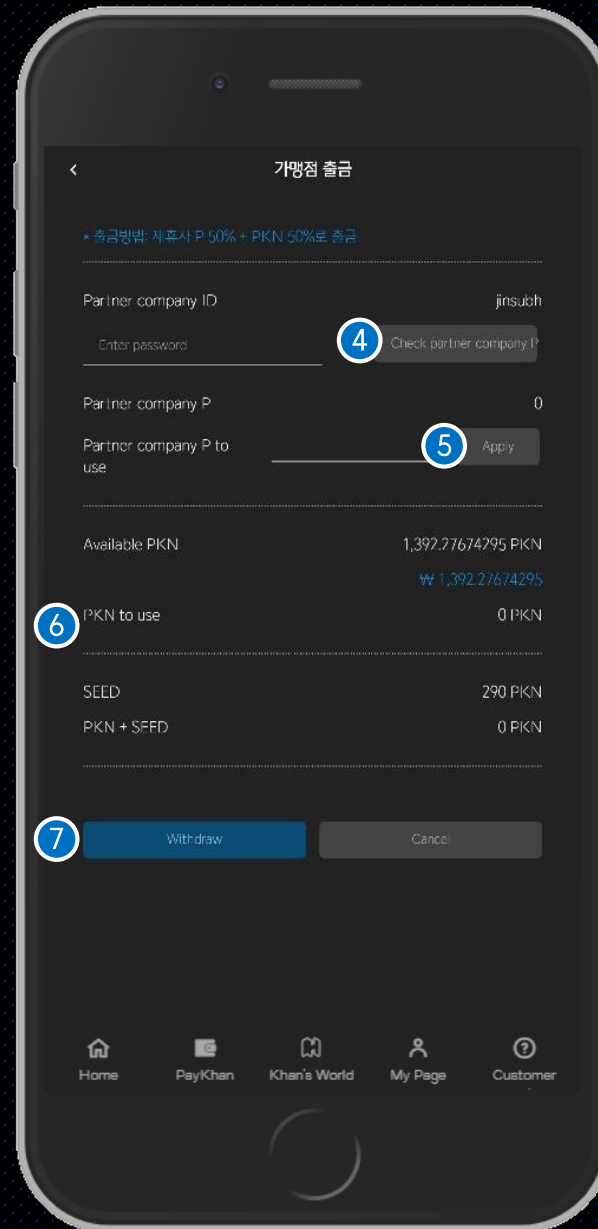 <
가맹점 출금
* 출금방법: 제휴사 P 50% + PKN 50%로 출금
Partner company ID jinsubh
Enter password 4 Check partner company P
Partner company P 0
Partner company P to 5 Apply
use
Available PKN 1,392.27674295 PKN
₩ 1,392.27674295
6 PKN to use 0 PKN
SEED 290 PKN
PKN + SEED 0 PKN
7 Withdraw Cancel
Home PayKhan Khan's World My Page Customer